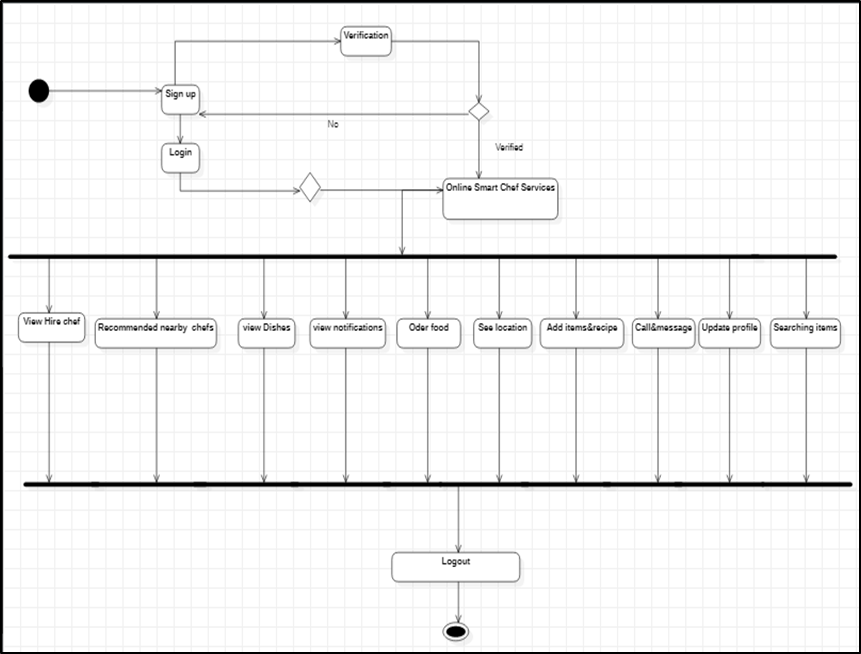 Verification
Sign up
No
Verified
Login
Online Smart Chef Services
View Hire chef
Recommended nearby chefs
view Dishes
view notifications
Oder food
See location
Add items&recipe
Call&message
Update profile
Searching items
Logout